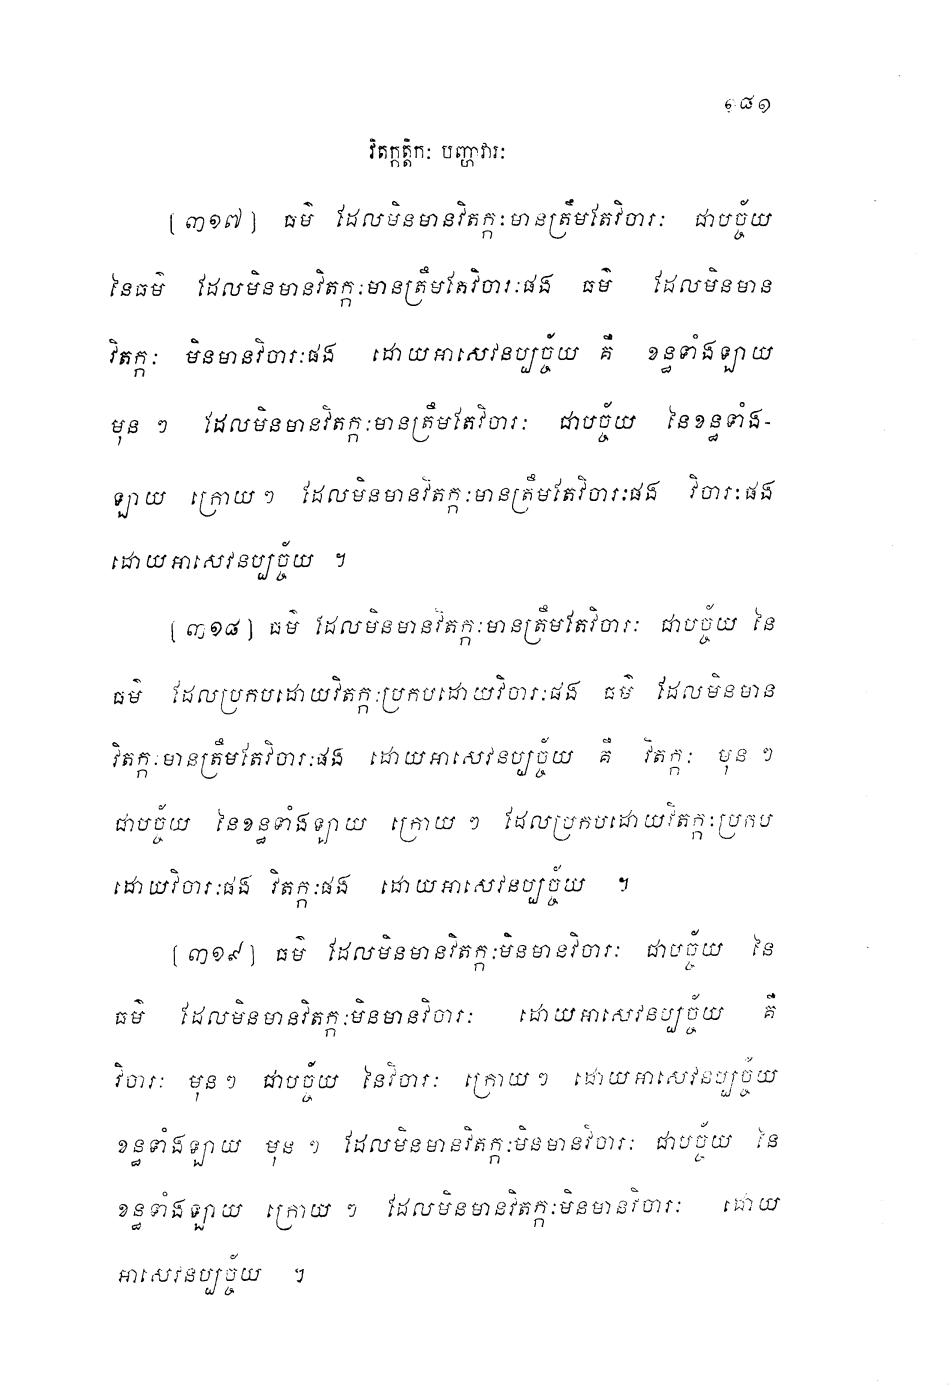 ១៨១
វិតក្កត្តិកៈ បញ្ហាវារៈ
[៣១៧] ធម៌ ដែលមិនមានវិតក្កៈមានត្រឹមតែវិចារៈ ជាបច្ច័យ
នៃធម៌ ដែលមិនមានវិតក្កៈមានត្រឹមតែវិចារៈផង ធម៌ ដែលមិនមាន
វិតក្កៈ មិនមានវិចារៈផង ដោយអាសេវនប្បច្ច័យ គឺ ខន្ធទាំងឡាយ
មុន ៗ ដែលមិនមានវិតក្កៈមានត្រឹមតែវិចារៈ ជាបច្ច័យ នៃខន្ធទាំង-
ឡាយ ក្រោយ ៗ ដែលមិនមានវិតក្កៈមានត្រឹមតែវិចារៈផង វិចារៈផង
ដោយអាសេវនប្បច្ច័យ ។
[៣១៨] ធម៌ ដែលមិនមានវិតក្កៈមានត្រឹមតែវិចារៈ ជាបច្ច័យ នៃ
ធម៌ ដែលប្រកបដោយវិតក្កៈប្រកបដោយវិចារៈផង ធម៌ ដែលមិនមាន
វិតក្កៈមានត្រឹមតែវិចារៈផង ដោយអាសេវនប្បច្ច័យ គឺ វិតក្កៈ មុន ៗ
ជាបច្ច័យ នៃខន្ធទាំងឡាយ ក្រោយ ៗ ដែលប្រកបដោយវិតក្កៈប្រកប
ដោយវិចារៈផង វិតក្កៈផង ដោយអាសេវនប្បច្ច័យ ។
[៣១៩] ធម៌ ដែលមិនមានវិតក្កៈមិនមានវិចារៈ ជាបច្ច័យ នៃ
ធម៌ ដែលមិនមានវិតក្កៈមិនមានវិចារៈ ដោយអាសេវនប្បច្ច័យ គឺ
វិចារៈ មុន ៗ ជាបច្ច័យ នៃវិចារៈ ក្រោយ ៗ ដោយអាសេវនប្បច្ច័យ
ខន្ធទាំងឡាយ មុន ៗ ដែលមិនមានវិតក្កៈមិនមានវិចារៈ ជាបច្ច័យ នៃ
ខន្ធទាំងឡាយ ក្រោយ ៗ ដែលមិនមានវិតក្កៈមិនមានវិចារៈ ដោយ
អាសេវនប្បច្ច័យ ។